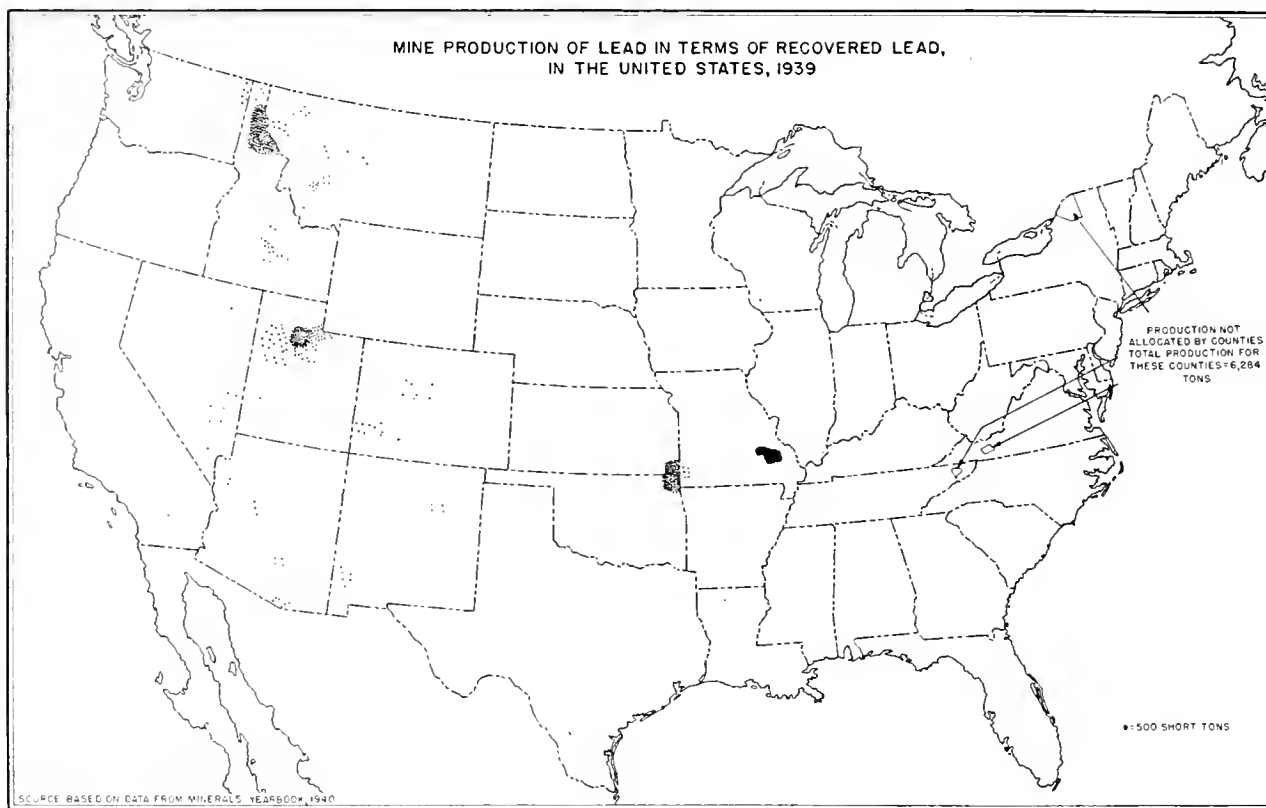 MINE PRODUCTION OF LEAD IN TERMS OF RECOVERED LEAD,
IN THE UNITED STATES, 1939
PRODUCTION NOT
ALLOCATED BY COUNTIES
TOTAL PRODUCTION FOR
THESE COUNTIES=6,284
TONS
•=500 SHORT TONS
SOURCE BASED ON DATA FROM MINERALS YEARBOOK, 1940